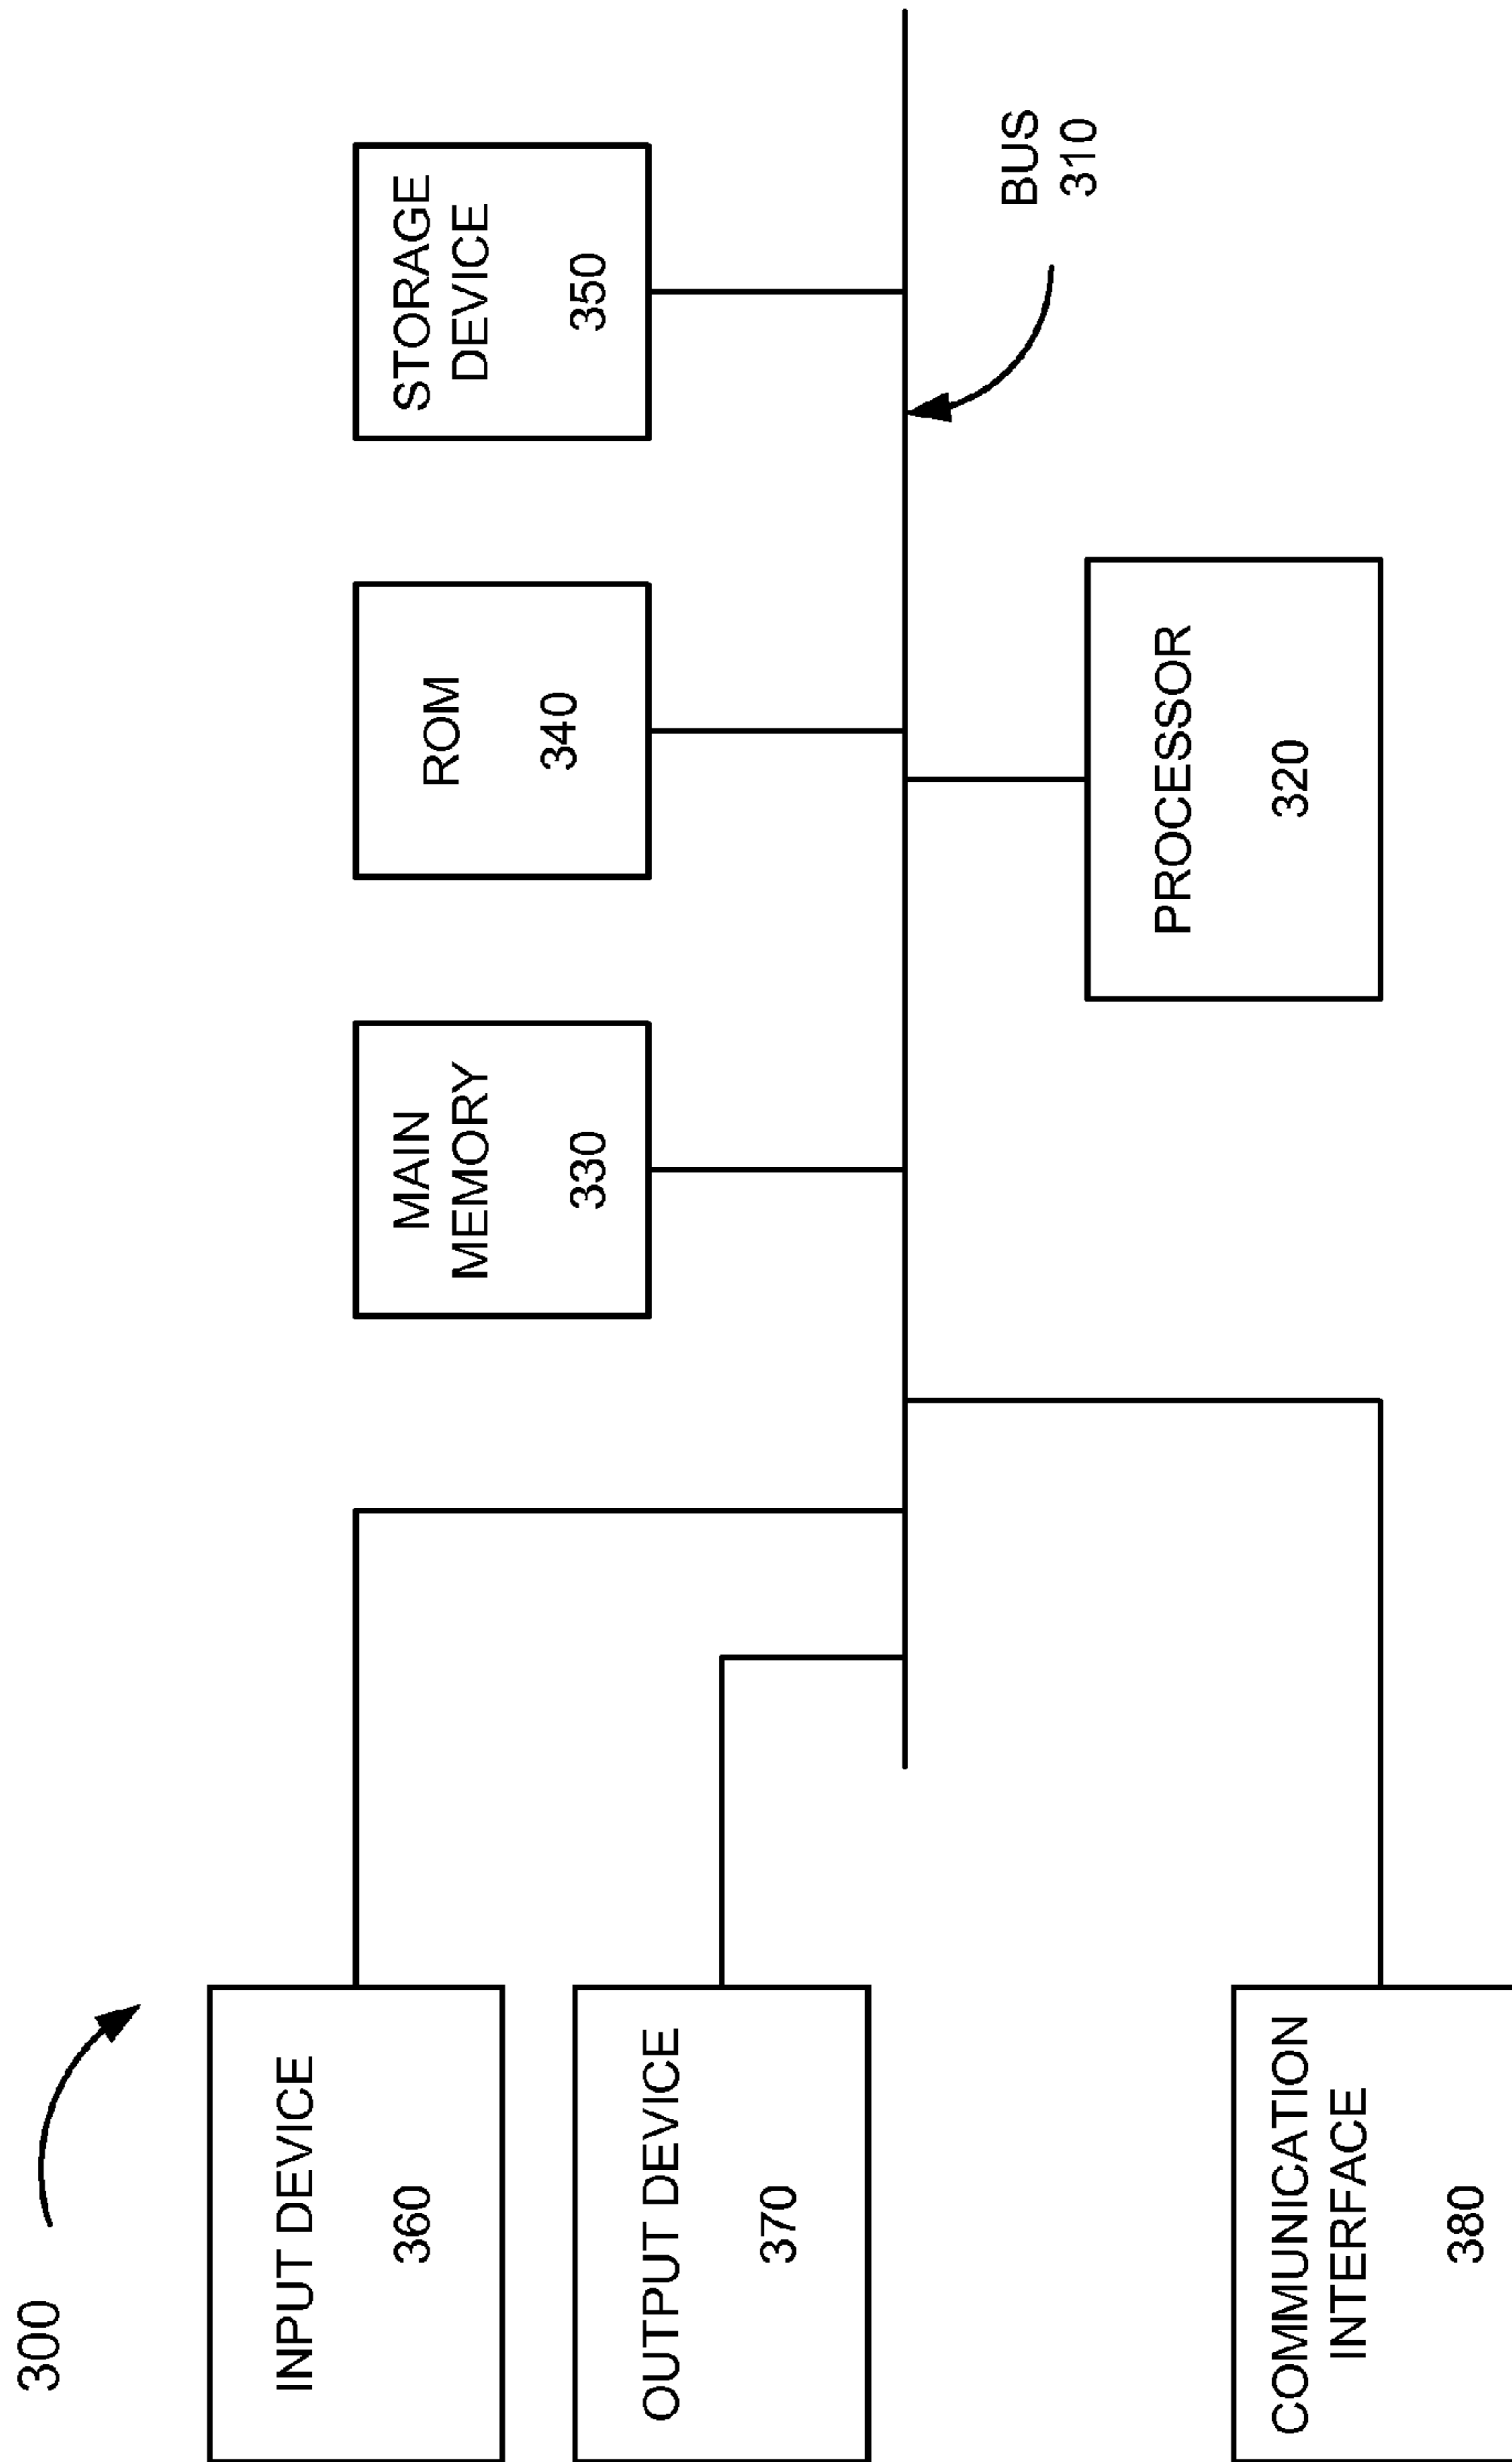 300
INPUT DEVICE
360
OUTPUT DEVICE
370
COMMUNICATION
INTERFACE
380
MAIN
MEMORY
330
ROM
340
STORAGE
DEVICE
350
PROCESSOR
320
BUS
310